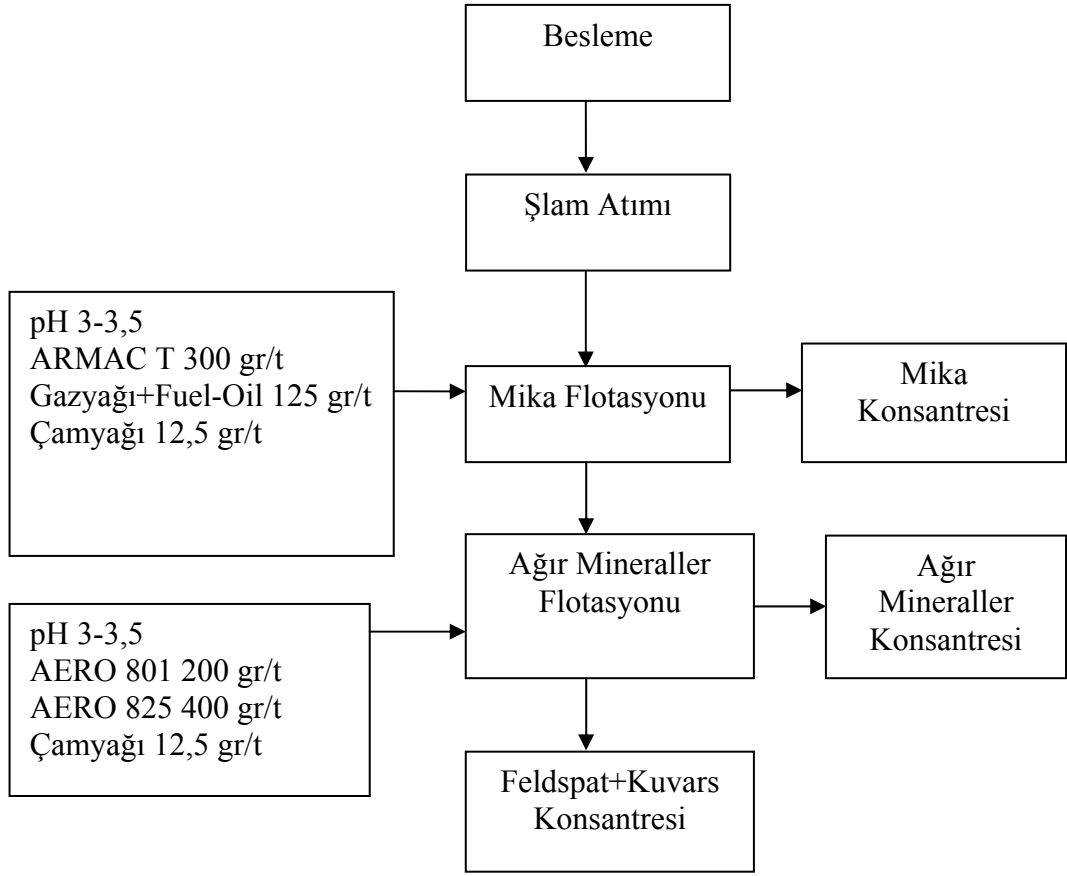 Besleme
Şlam Atımı
pH 3-3,5
ARMAC T 300 gr/t
Gazyağı+Fuel-Oil 125 gr/t
Çamyağı 12,5 gr/t
Mika Flotasyonu
Mika
Konsantresi
Ağır Mineraller
Flotasyonu
Ağır
Mineraller
Konsantresi
pH 3-3,5
AERO 801 200 gr/t
AERO 825 400 gr/t
Çamyağı 12,5 gr/t
Feldspat+Kuvars
Konsantresi